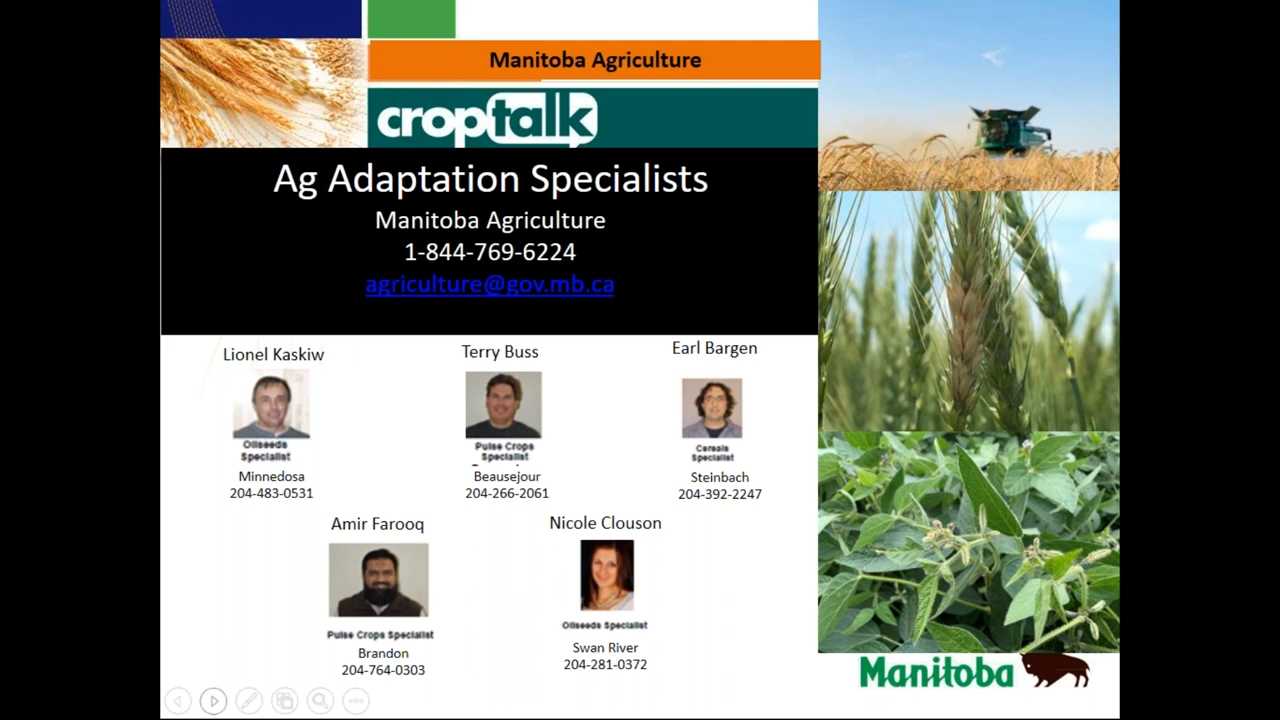 Manitoba Agriculture
croptalk
Ag Adaptation Specialists
Manitoba Agriculture
1-844-769-6224
agriculture@gov.mb.ca
Lionel Kaskiw
Oilseeds
Specialist
Minnedosa
204-483-0531
Terry Buss
Pulse Crops
Specialist
Beausejour
204-266-2061
Earl Bargen
Cereals
Specialist
Steinbach
204-392-2247
Amir Farooq
Pulse Crops Specialist
Brandon
204-764-0303
Nicole Clouson
Oilseeds Specialist
Swan River
204-281-0372
Manitoba